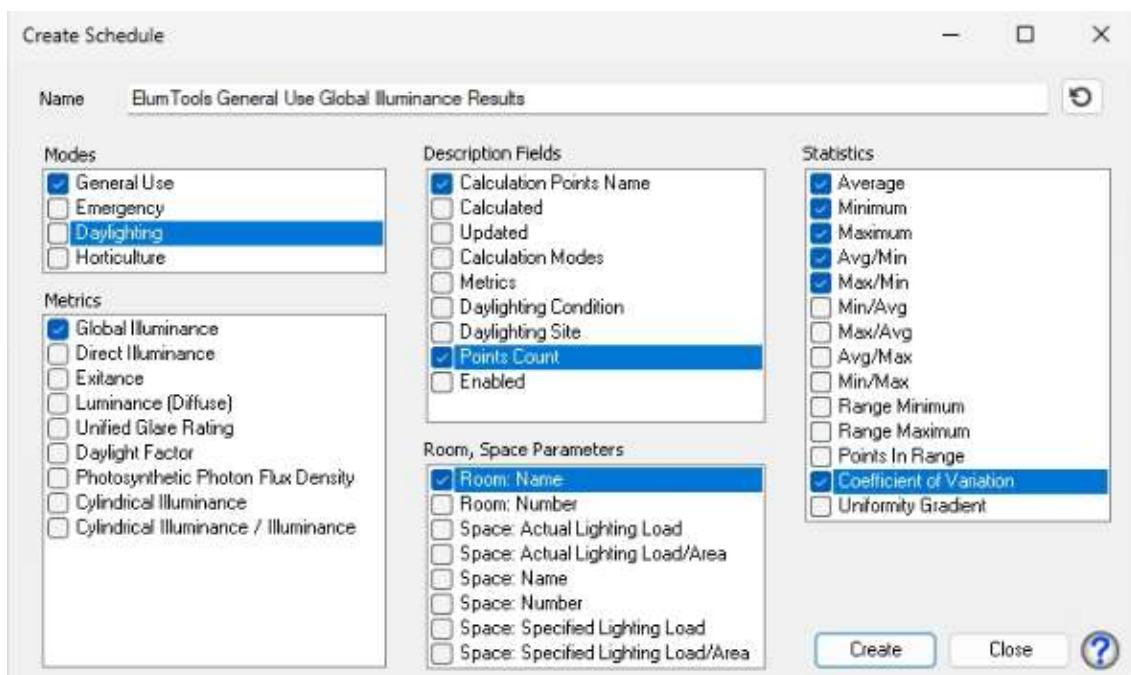 Create Schedule
Name ElumTools General Use Global Illuminance Results
Modes
General Use
Emergency
Daylighting
Horticulture
Metrics
Global Illuminance
Direct Illuminance
Exitance
Luminance (Diffuse)
Unified Glare Rating
Daylight Factor
Photosynthetic Photon Flux Density
Cylindrical Illuminance
Cylindrical Illuminance / Illuminance
Description Fields
Calculation Points Name
Calculated
Updated
Calculation Modes
Metrics
Daylighting Condition
Daylighting Site
Points Count
Enabled
Room, Space Parameters
Room: Name
Room: Number
Space: Actual Lighting Load
Space: Actual Lighting Load/Area
Space: Name
Space: Number
Space: Specified Lighting Load
Space: Specified Lighting Load/Area
Statistics
Average
Minimum
Maximum
Avg/Min
Max/Min
Min/Avg
Max/Avg
Avg/Max
Min/Max
Range Minimum
Range Maximum
Points In Range
Coefficient of Variation
Uniformity Gradient
Create Close ?